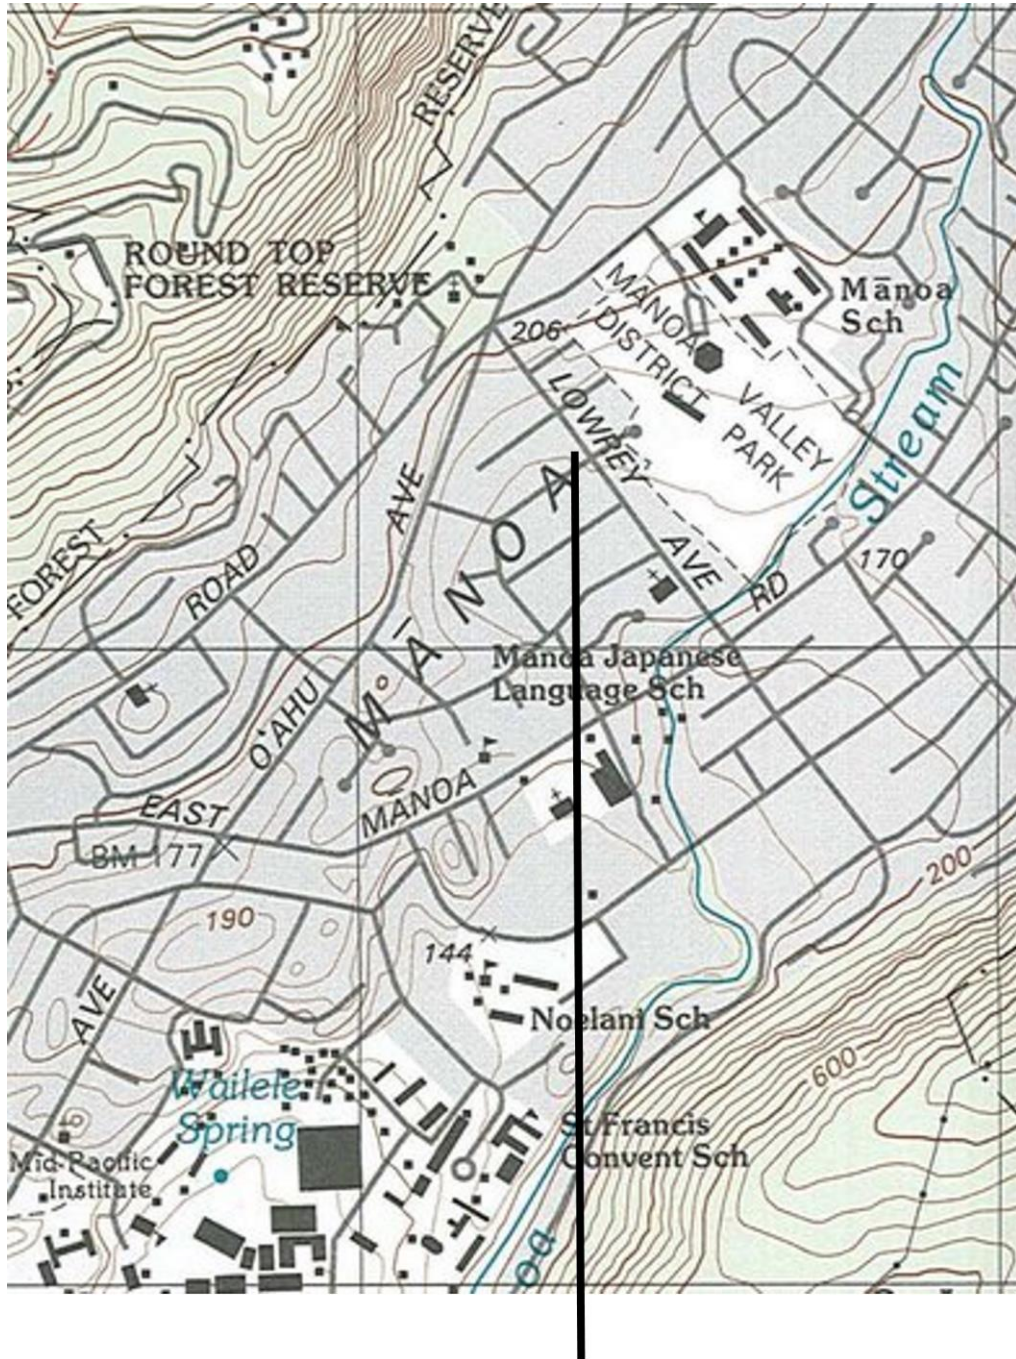 RESERVE
ROUND TOP
FOREST RESERVE
Mānoa
Sch
206
MĀNOA
DISTRICT
VALLEY
PARK
LOWREY
AVE
Stream
AVE
MĀNOA
FOREST
ROAD
170
RD
Mānoa Japanese
Language Sch
O'AHU
MANOA
EAST
BM 177
200
190
144
AVE
Noelani Sch
600
Wailele
Spring
St Francis
Convent Sch
Mid-Pacific
Institute
oa